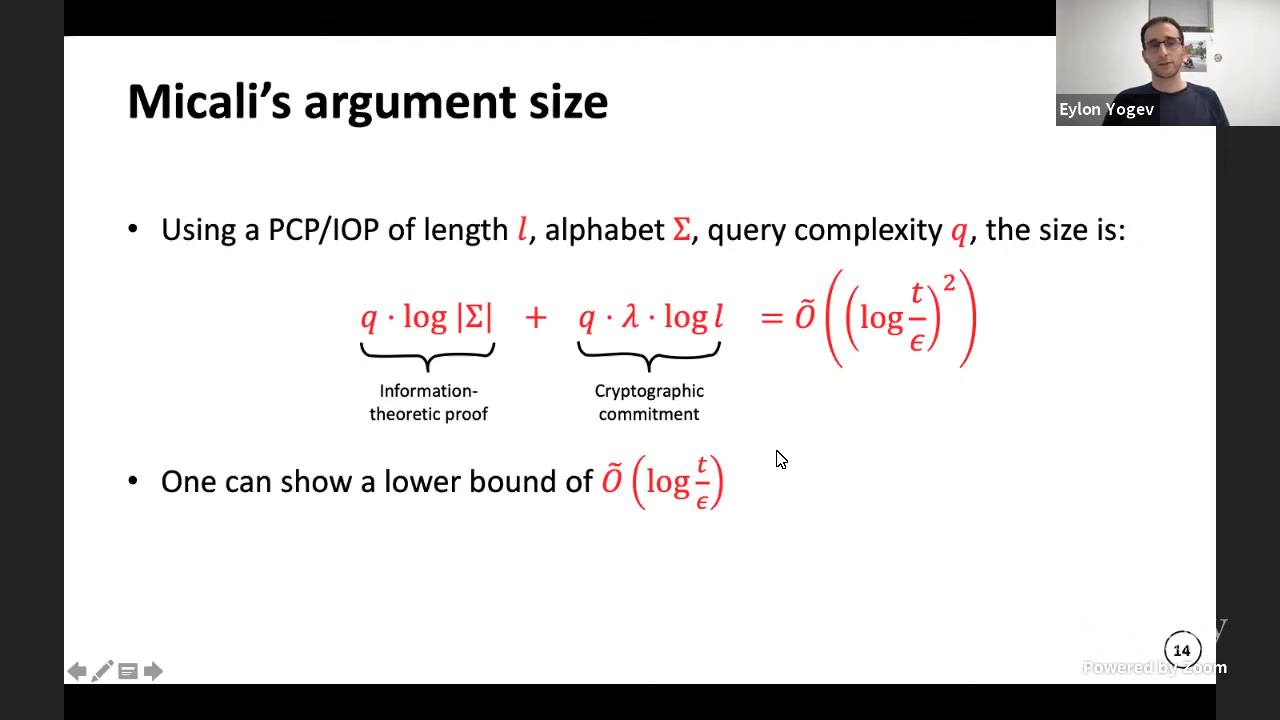 Micali's argument size
Eylon Yogev
• Using a PCP/IOP of length l, alphabet Σ, query complexity q, the size is:
q · log |Σ| + q · λ · log l = Õ((log t/ϵ)²)
Information-theoretic proof
Cryptographic commitment
• One can show a lower bound of Õ(log t/ϵ)
14
y
Powered by Zoom